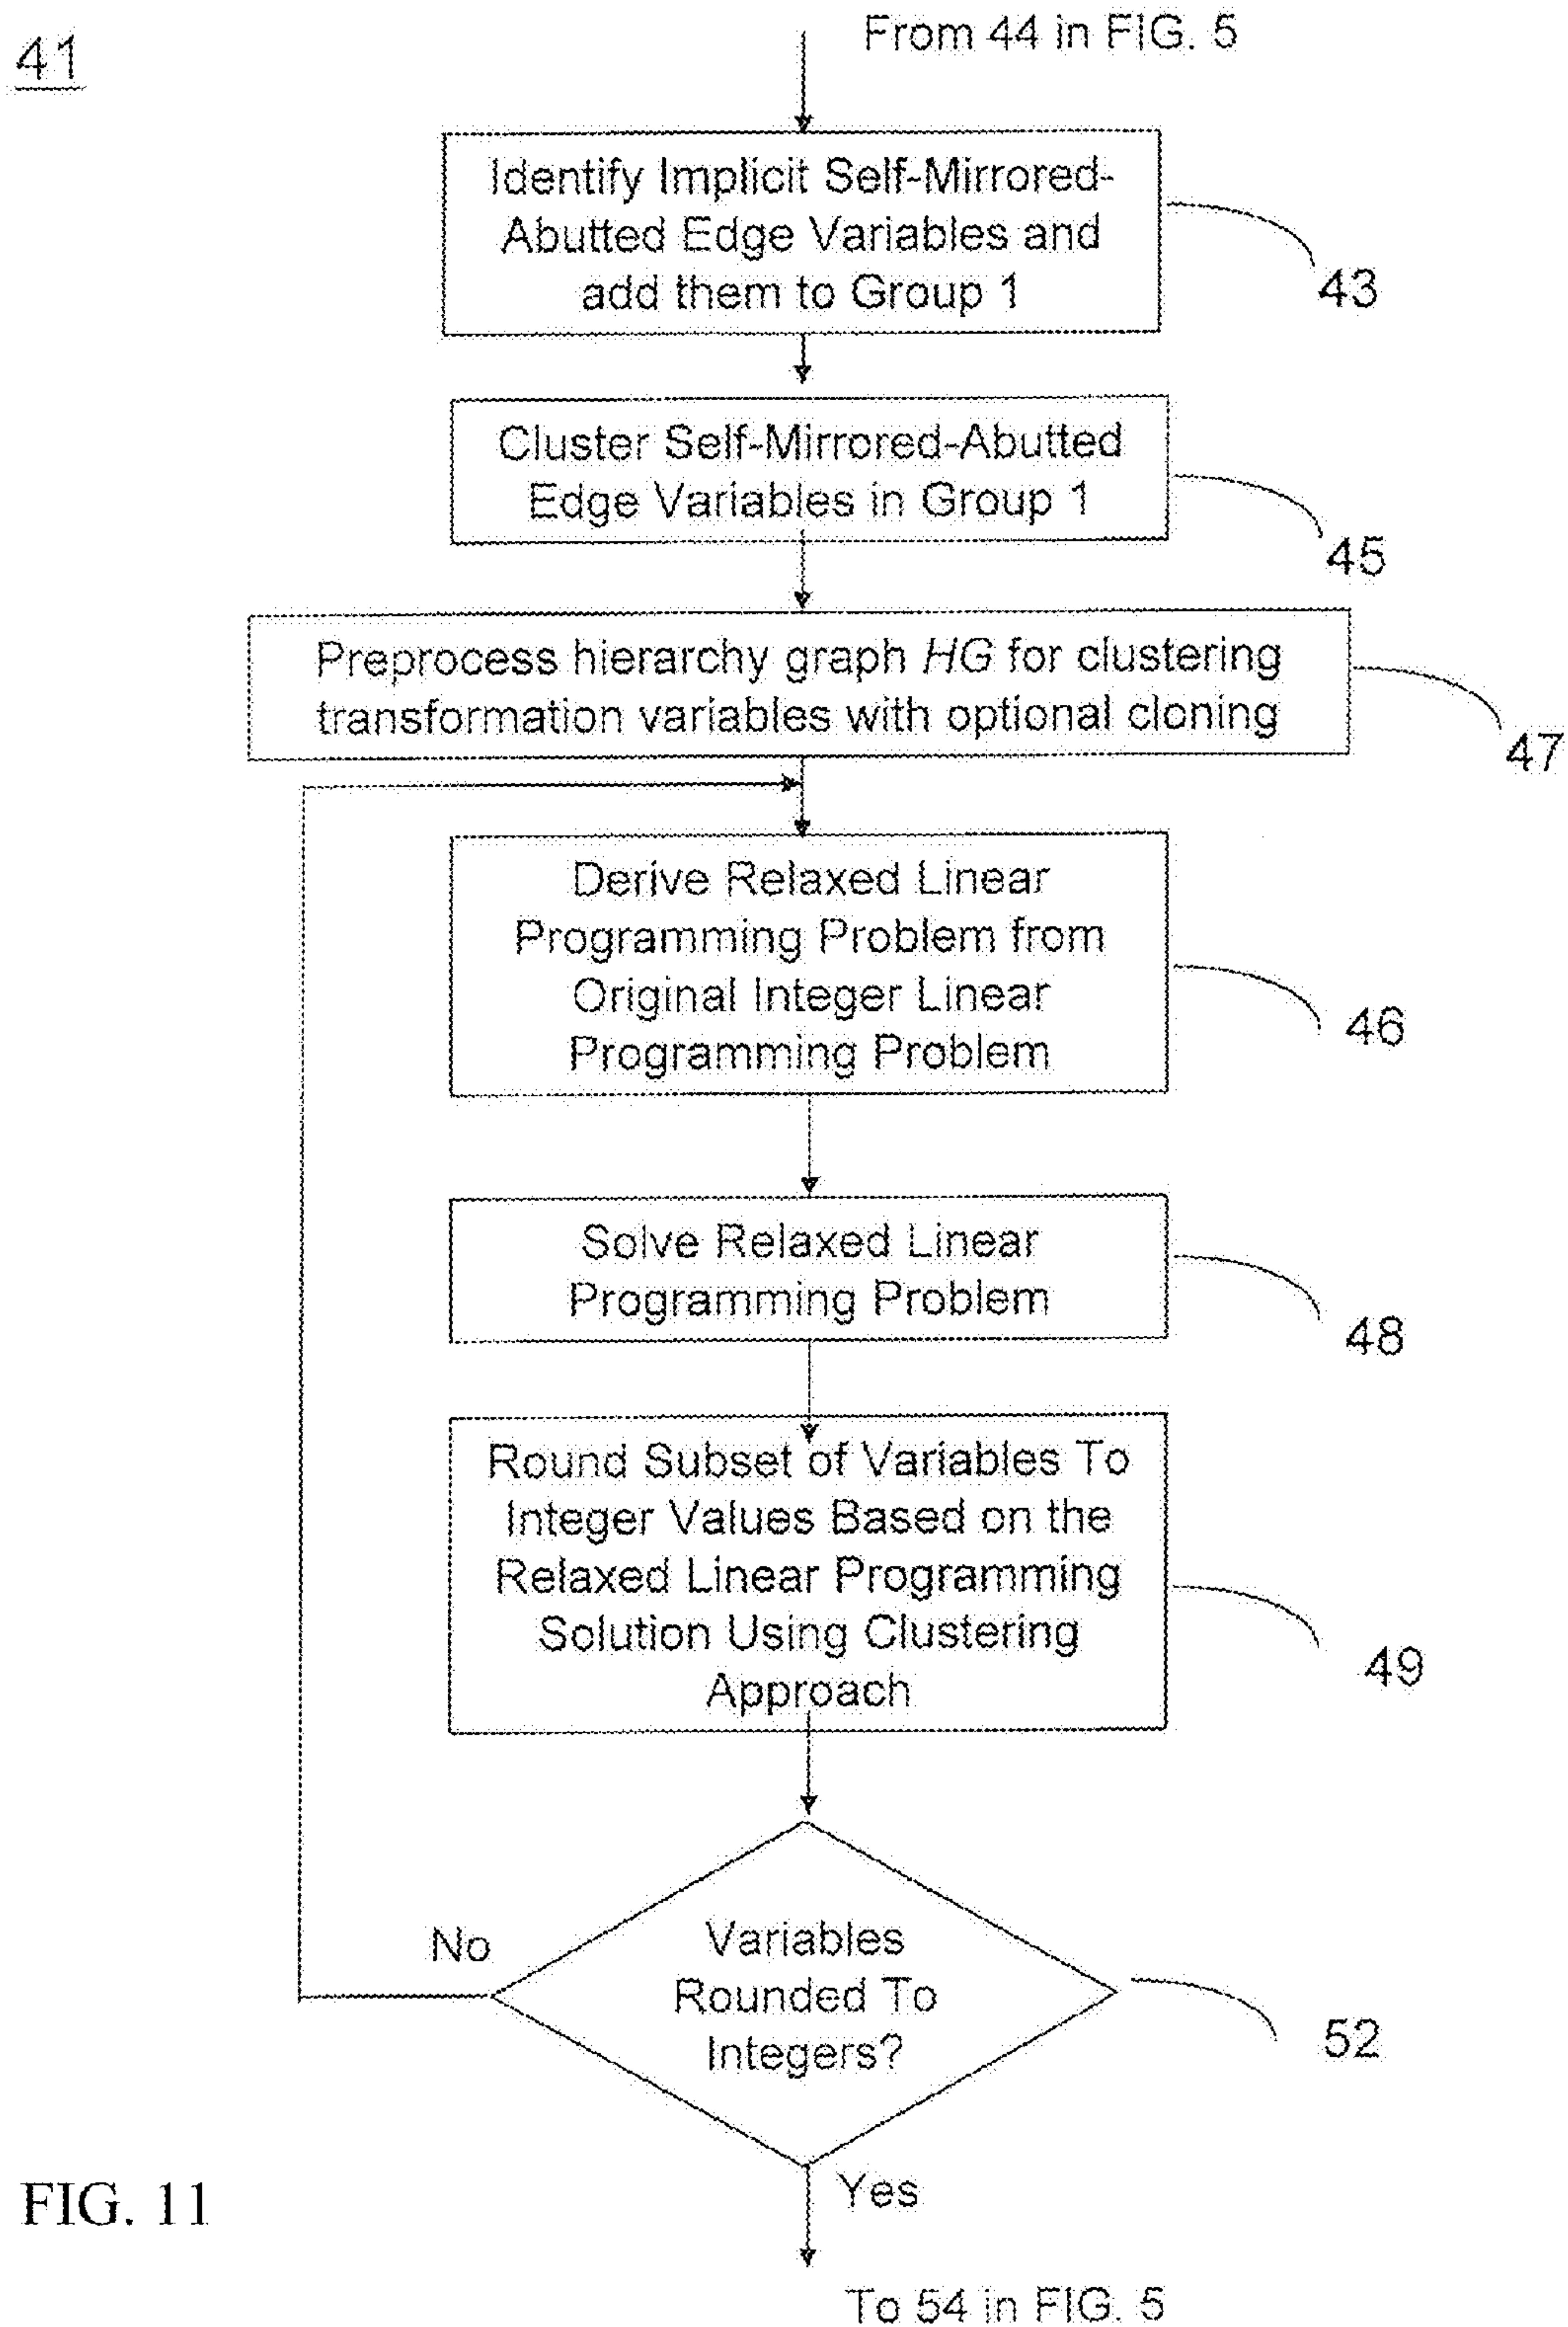 41
From 44 in FIG. 5
Identify Implicit Self-Mirrored-
Abutted Edge Variables and
add them to Group 1
43
Cluster Self-Mirrored-Abutted
Edge Variables in Group 1
45
Preprocess hierarchy graph HG for clustering
transformation variables with optional cloning
47
Derive Relaxed Linear
Programming Problem from
Original Integer Linear
Programming Problem
46
Solve Relaxed Linear
Programming Problem
48
Round Subset of Variables To
Integer Values Based on the
Relaxed Linear Programming
Solution Using Clustering
Approach
49
No
Variables
Rounded To
Integers?
52
Yes
FIG. 11
To 54 in FIG. 5